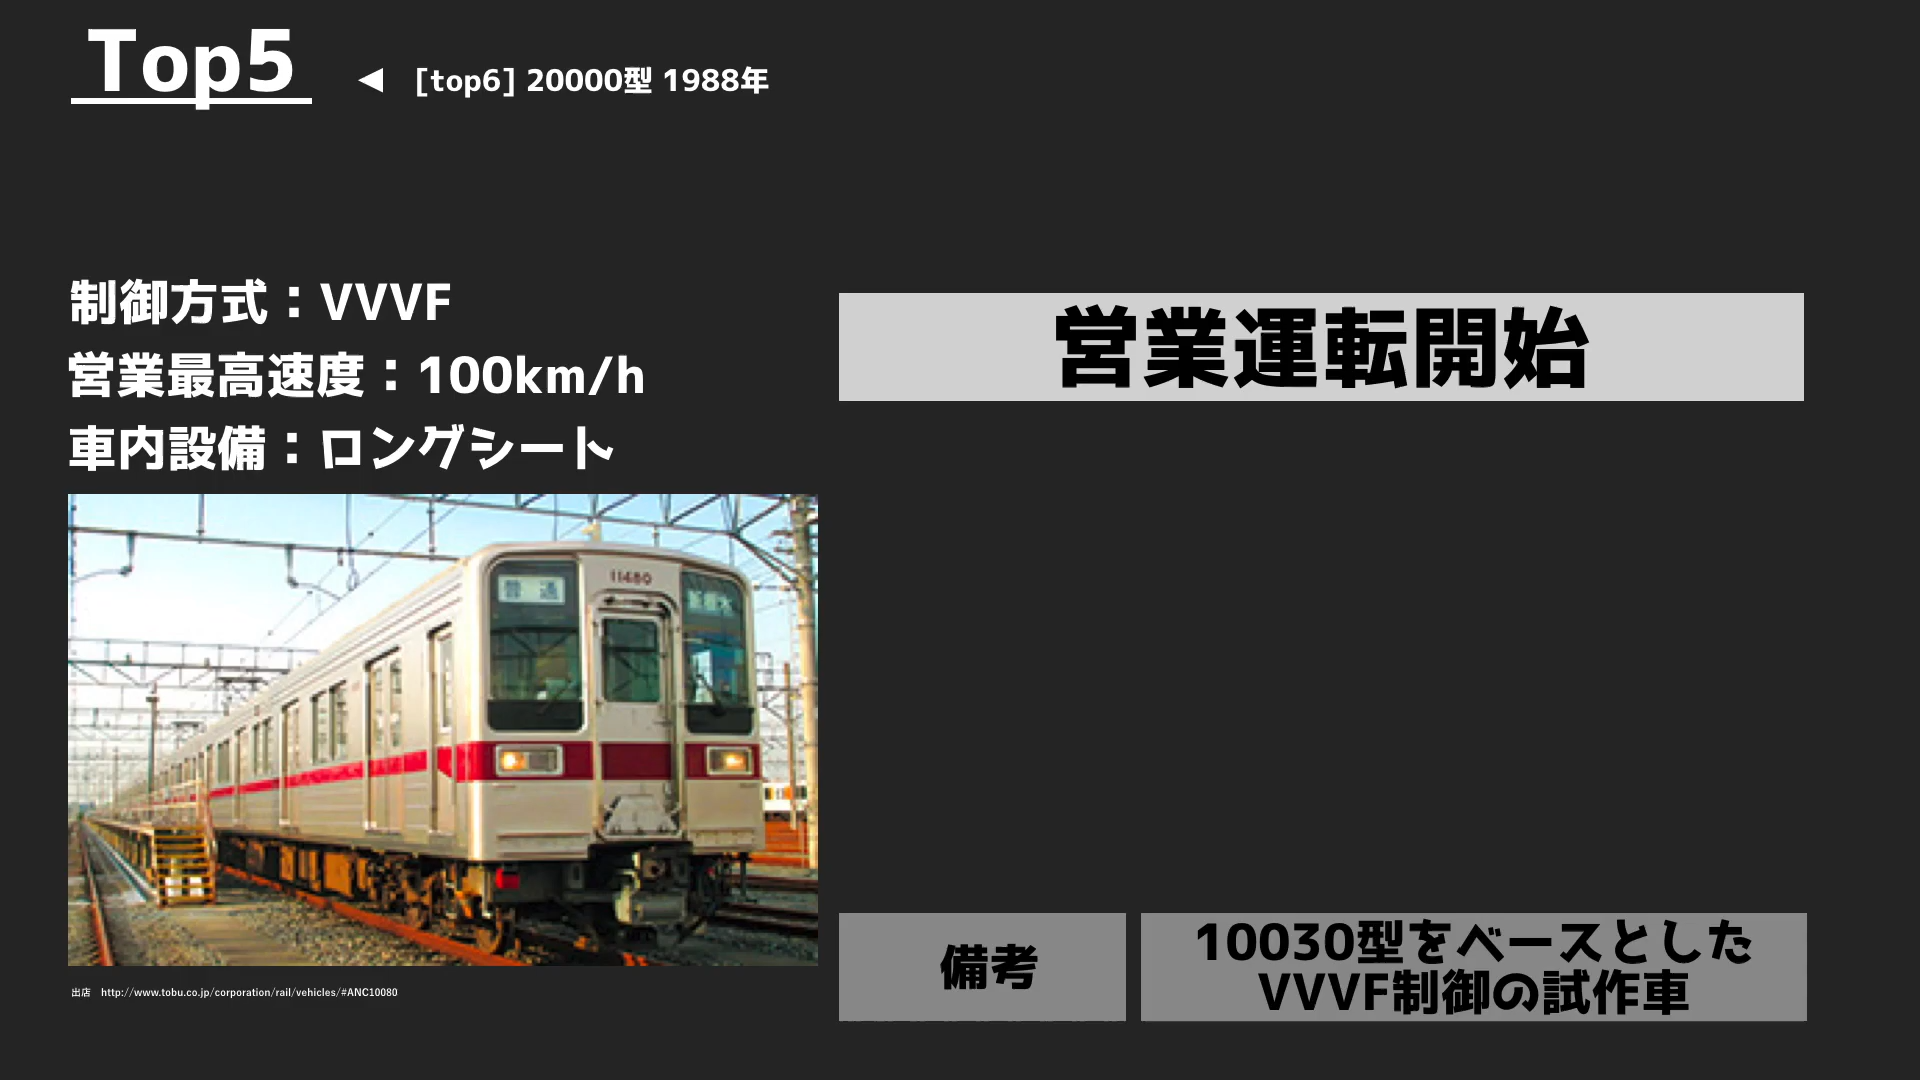 Top5
◀ [top6] 20000型 1988年
制御方式：VVVF
営業最高速度：100km/h
車内設備：ロングシート
営業運転開始
普通
11480
備考
10030型をベースとした
VVVF制御の試作車
出店 http://www.tobu.co.jp/corporation/rail/vehicles/#ANC10080